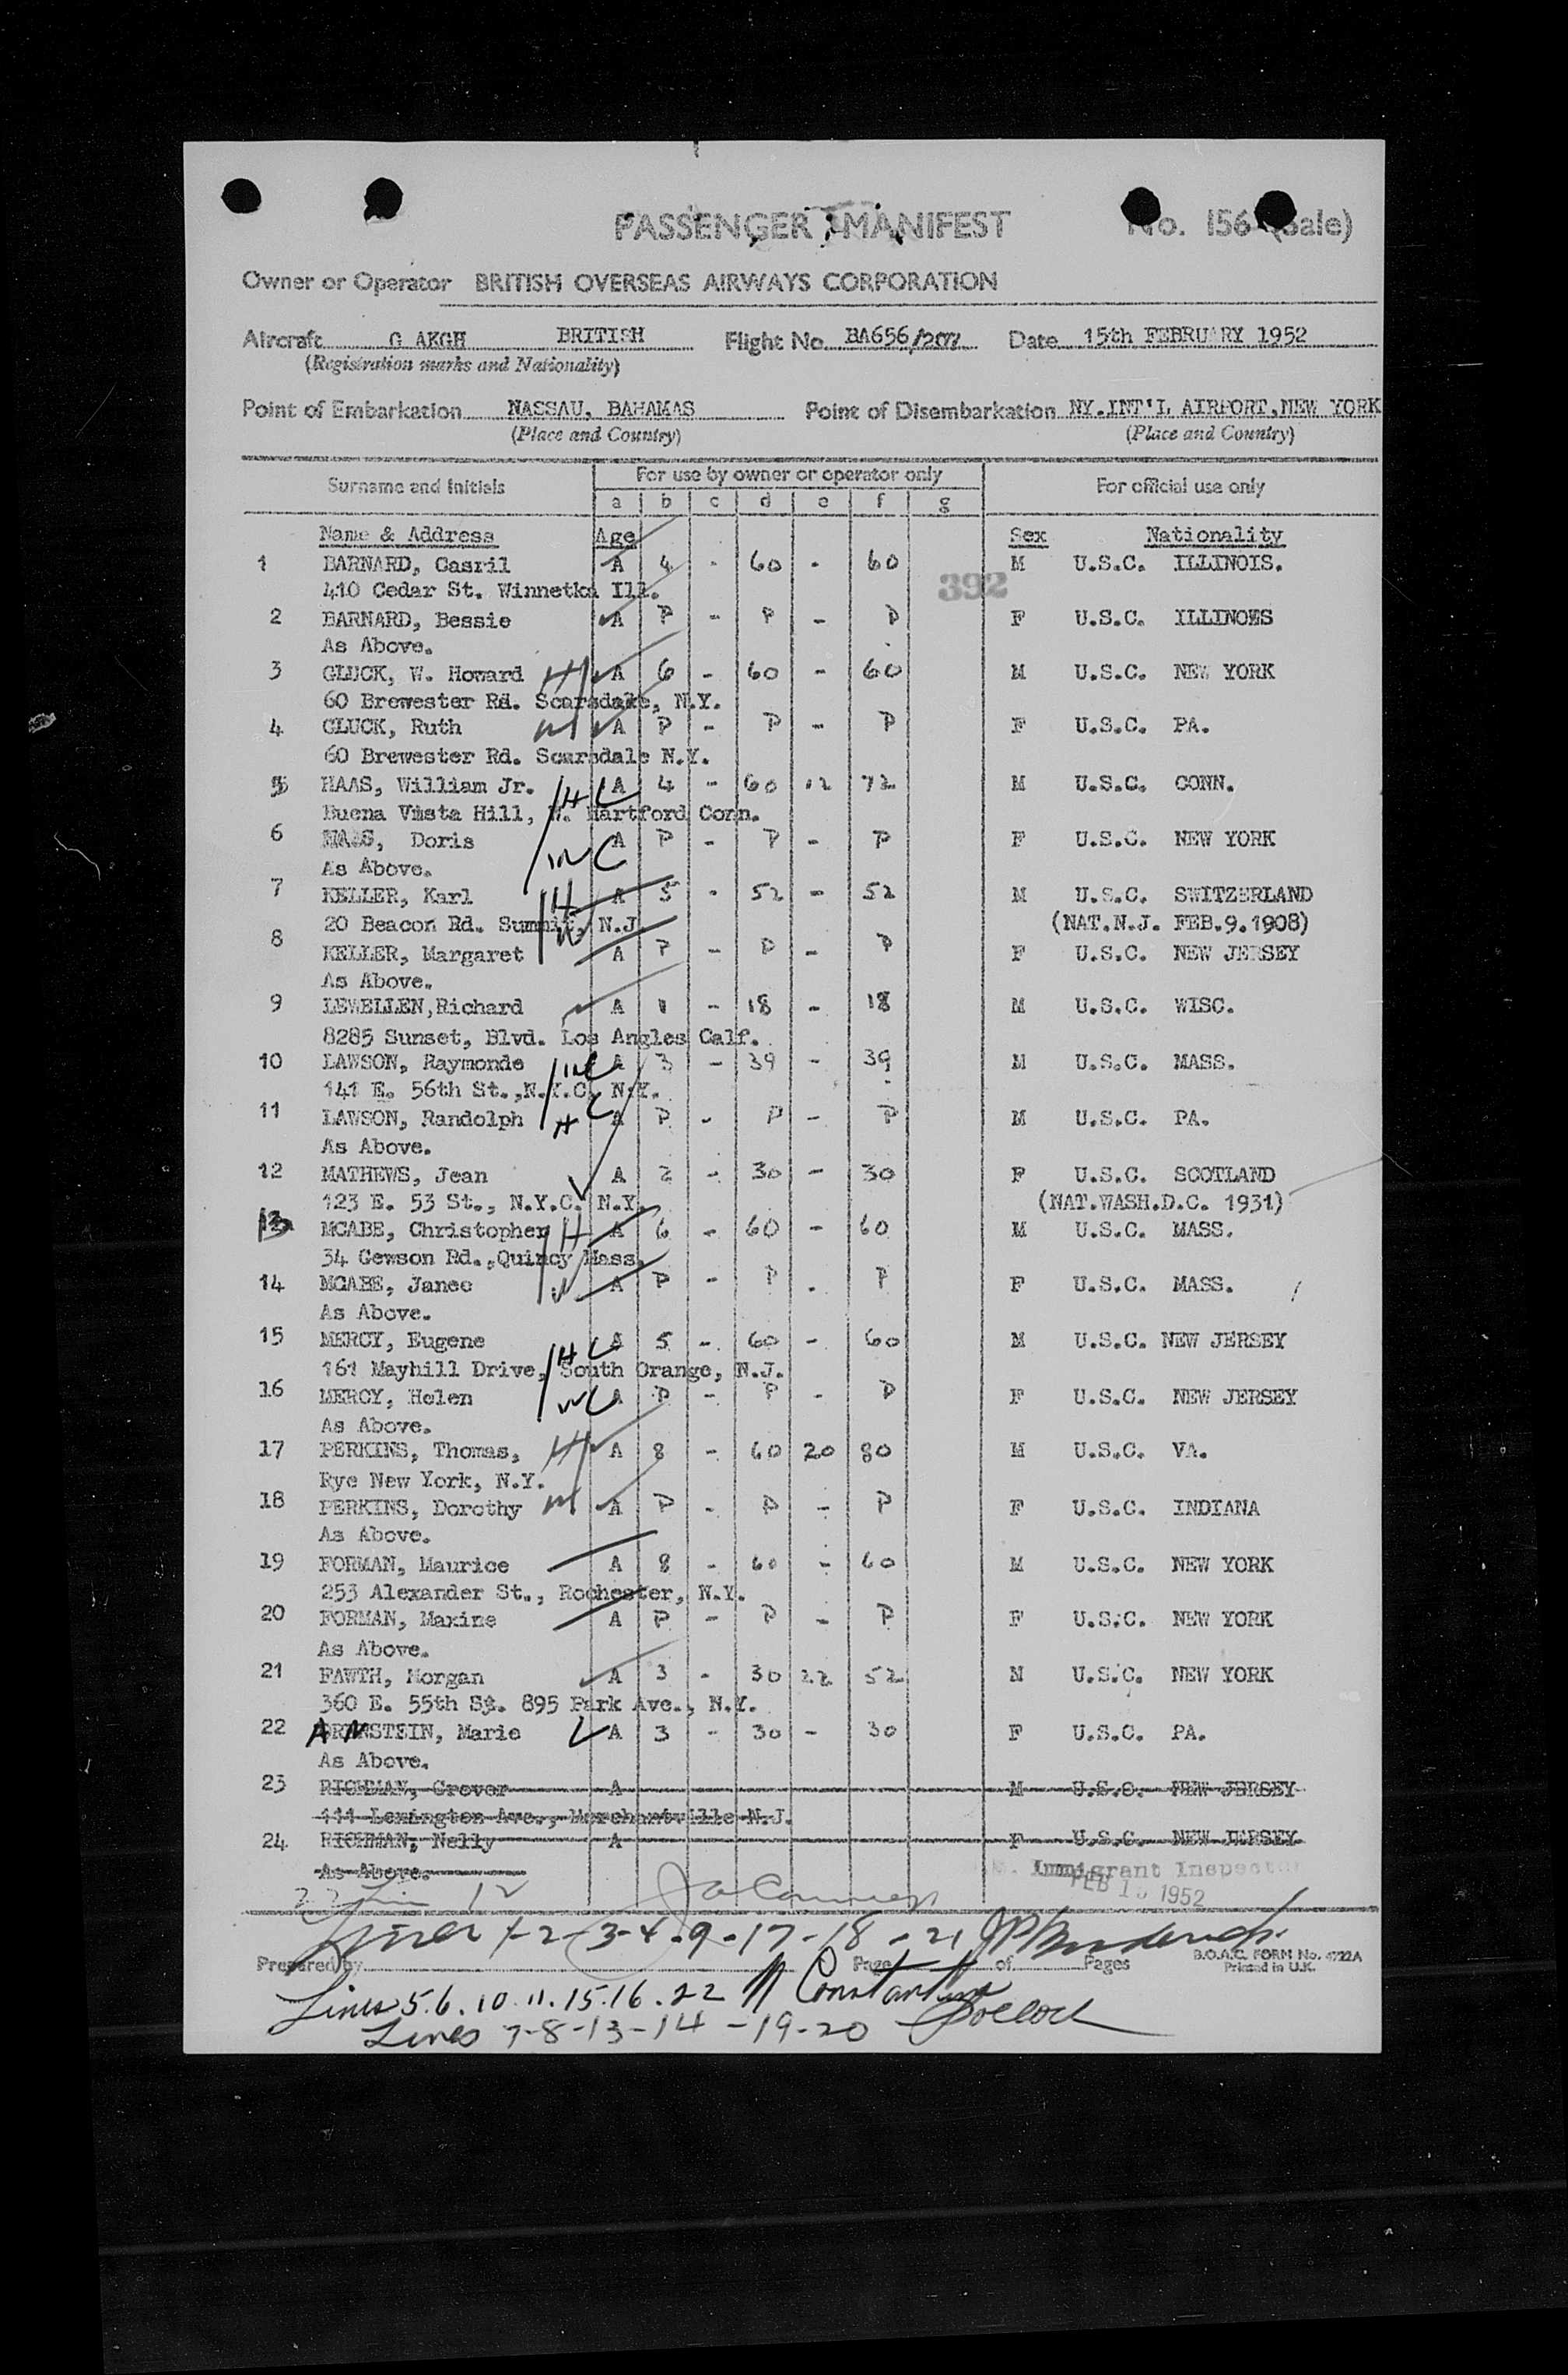 PASSENGER MANIFEST No. 156 (Sale)
Owner or Operator BRITISH OVERSEAS AIRWAYS CORPORATION
Aircraft G AKGH BRITISH Flight No. BA656/207 Date 15th FEBRUARY 1952
(Registration marks and Nationality)
Point of Embarkation NASSAU, BAHAMAS Point of Disembarkation NY.INT'L AIRPORT,NEW YORK
(Place and Country) (Place and Country)
Surname and Initials For use by owner or operator only For official use only
a b c d e f g
Name & Address Age Sex Nationality
1 BARNARD, Casril A 4 - 60 - 60 M U.S.C. ILLINOIS.
410 Cedar St. Winnetka Ill. 392
2 BARNARD, Bessie A P - P - P F U.S.C. ILLINOES
As Above.
3 GLUCK, W. Howard H A 6 - 60 - 60 M U.S.C. NEW YORK
60 Brewester Rd. Scarsdale, N.Y.
4 GLUCK, Ruth W A P - P - P F U.S.C. PA.
60 Brewester Rd. Scarsdale N.Y.
5 HAAS, William Jr. H A 4 - 60 12 72 M U.S.C. CONN.
Buena Vista Hill, W. Hartford Conn.
6 HAAS, Doris W A P - P - P F U.S.C. NEW YORK
As Above.
7 KELLER, Karl H A 5 - 52 - 52 M U.S.C. SWITZERLAND
20 Beacon Rd. Summit, N.J. (NAT.N.J. FEB.9.1908)
8 KELLER, Margaret W A P - P - P F U.S.C. NEW JERSEY
As Above.
9 LEWELLEN,Richard A 1 - 18 - 18 M U.S.C. WISC.
8285 Sunset, Blvd. Los Angles Calf.
10 LAWSON, Raymonde W A 3 - 39 - 39 M U.S.C. MASS.
141 E. 56th St.,N.Y.C. N.Y.
11 LAWSON, Randolph H A P - P - P M U.S.C. PA.
As Above.
12 MATHEWS, Jean A 2 - 30 - 30 F U.S.C. SCOTLAND
123 E. 53 St., N.Y.C. N.Y. (NAT.WASH.D.C. 1931)
13 MCABE, Christopher H A 6 - 60 - 60 M U.S.C. MASS.
34 Gewson Rd.,Quincy Mass.
14 MCABE, Janec W A P - P - P F U.S.C. MASS.
As Above.
15 MERCY, Eugene H A 5 - 60 - 60 M U.S.C. NEW JERSEY
161 Mayhill Drive, South Orange, N.J.
16 MERCY, Helen W A P - P - P F U.S.C. NEW JERSEY
As Above.
17 PERKINS, Thomas, H A 8 - 60 20 80 M U.S.C. VA.
Rye New York, N.Y.
18 PERKINS, Dorothy W A P - P - P F U.S.C. INDIANA
As Above.
19 FORMAN, Maurice A 8 - 60 - 60 M U.S.C. NEW YORK
253 Alexander St., Rochester, N.Y.
20 FORMAN, Maxine A P - P - P F U.S.C. NEW YORK
As Above.
21 FAWTH, Morgan A 3 - 30 22 52 M U.S.C. NEW YORK
360 E. 55th St. 895 Park Ave., N.Y.
22 ARNSTEIN, Marie A 3 - 30 - 30 F U.S.C. PA.
As Above.
23 RICHMAN, Grover A M U.S.C. NEW JERSEY
111 Lexington Ave., Merchantville N.J.
24 RICHMAN, Nelly A F U.S.C. NEW JERSEY
As Above. Immigrant Inspector
Line 12 FEB 1 1952
Lines 1-2-3-4-9-17-18-21
Prepared by Page of Pages B.O.A.C. FORM No. 4722A
Printed in U.K.
Lines 5.6.10.11.15.16.22 Constantine
Lines 7-8-13-14-19-20